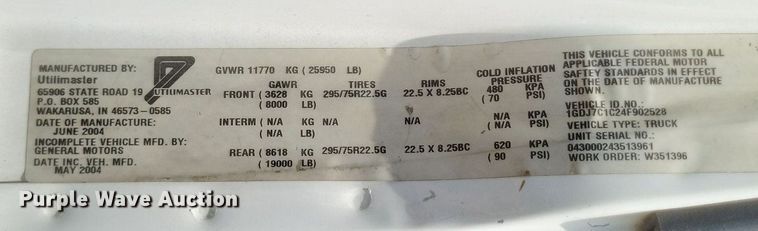 MANUFACTURED BY:
Utilimaster
65906 STATE ROAD 19
P.O. BOX 585
WAKARUSA, IN 46573-0585
DATE OF MANUFACTURE:
JUNE 2004
INCOMPLETE VEHICLE MFD. BY:
GENERAL MOTORS
DATE INC. VEH. MFD.
MAY 2004
UTILIMASTER
GVWR 11770 KG (25950 LB)
GAWR TIRES RIMS COLD INFLATION PRESSURE
FRONT (3628 KG 295/75R22.5G 22.5 X 8.25BC 480 KPA
(8000 LB) (70 PSI)
INTERM (N/A KG N/A N/A N/A KPA
(N/A LB) (N/A PSI)
REAR (8618 KG 295/75R22.5G 22.5 X 8.25BC 620 KPA
(19000 LB) (90 PSI)
THIS VEHICLE CONFORMS TO ALL
APPLICABLE FEDERAL MOTOR
SAFTEY STANDARDS IN EFFECT
ON THE DATE OF MANUFACTURE
SHOWN.
1GDJ7C1C24F902528
VEHICLE TYPE: TRUCK
UNIT SERIAL:
043000243513961
WORK ORDER: W351396
Purple Wave Auction